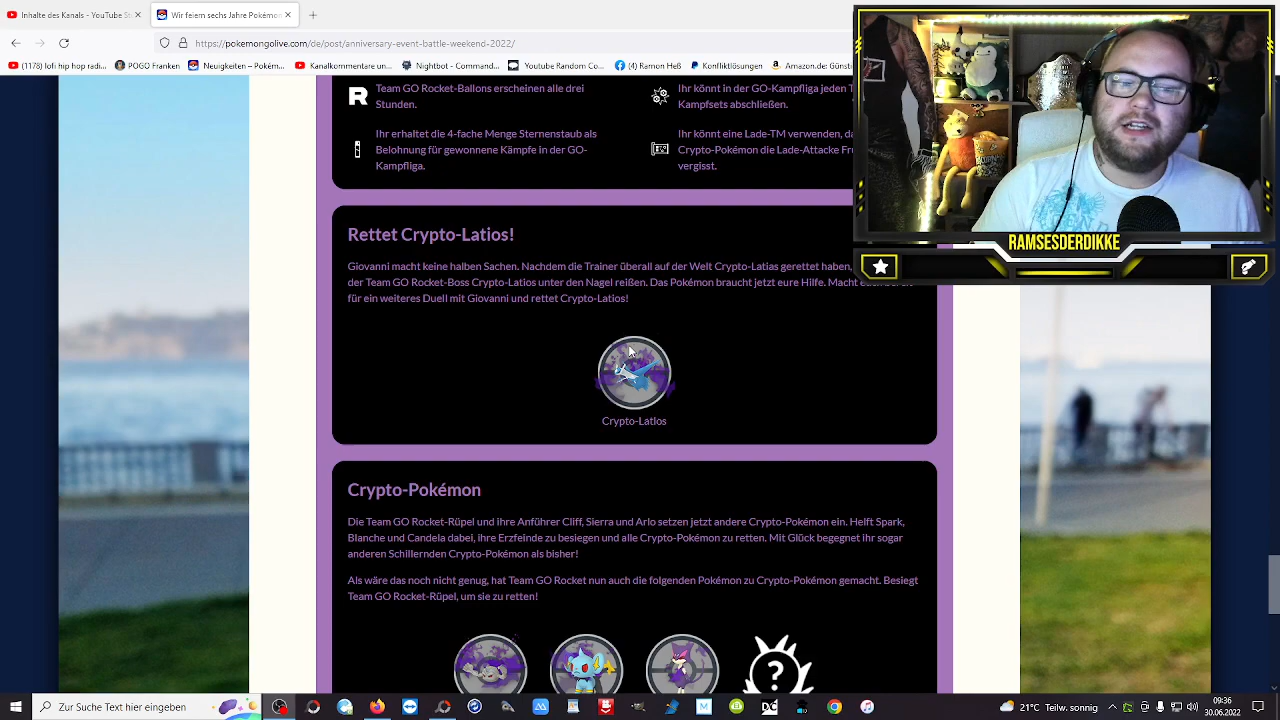 Inhalte des Kanals - YouTube S
Wir feiern sechs Jahre Pokémon
https://pokemongolive.com/
/post/anniversary-event-battle-weekend-2022/
(1178) lofi hip hop radi...
POGO Finden
Neuigkeiten – Pokém
Kanalkommentare un...
Nightbot - Command...
Youtube Random Co...
(4) Ramon Heß
Konfliktlösungen
Amazon.de: Günst
Team GO Rocket-Ballons erscheinen alle drei
Stunden.
Ihr könnt in der GO-Kampfliga jeden T
Kampfsets abschließen.
Ihr erhaltet die 4-fache Menge Sternenstaub als
Belohnung für gewonnene Kämpfe in der GO-
Kampfliga.
Ihr könnt eine Lade-TM verwenden, da
Crypto-Pokémon die Lade-Attacke Fru
vergisst.
RAMSESDERDIKKE
Rettet Crypto-Latios!
Giovanni macht keine halben Sachen. Nachdem die Trainer überall auf der Welt Crypto-Latias gerettet haben,
der Team GO Rocket-Boss Crypto-Latios unter den Nagel reißen. Das Pokémon braucht jetzt eure Hilfe. Macht
für ein weiteres Duell mit Giovanni und rettet Crypto-Latios!
Crypto-Latios
Crypto-Pokémon
Die Team GO Rocket-Rüpel und ihre Anführer Cliff, Sierra und Arlo setzen jetzt andere Crypto-Pokémon ein. Helft Spark,
Blanche und Candela dabei, ihre Erzfeinde zu besiegen und alle Crypto-Pokémon zu retten. Mit Glück begegnet ihr sogar
anderen Schillernden Crypto-Pokémon als bisher!
Als wäre das noch nicht genug, hat Team GO Rocket nun auch die folgenden Pokémon zu Crypto-Pokémon gemacht. Besiegt
Team GO Rocket-Rüpel, um sie zu retten!
?
Zur Suche Text hier eingeben
21°C Teilw. sonnig
09:36
30.06.2022